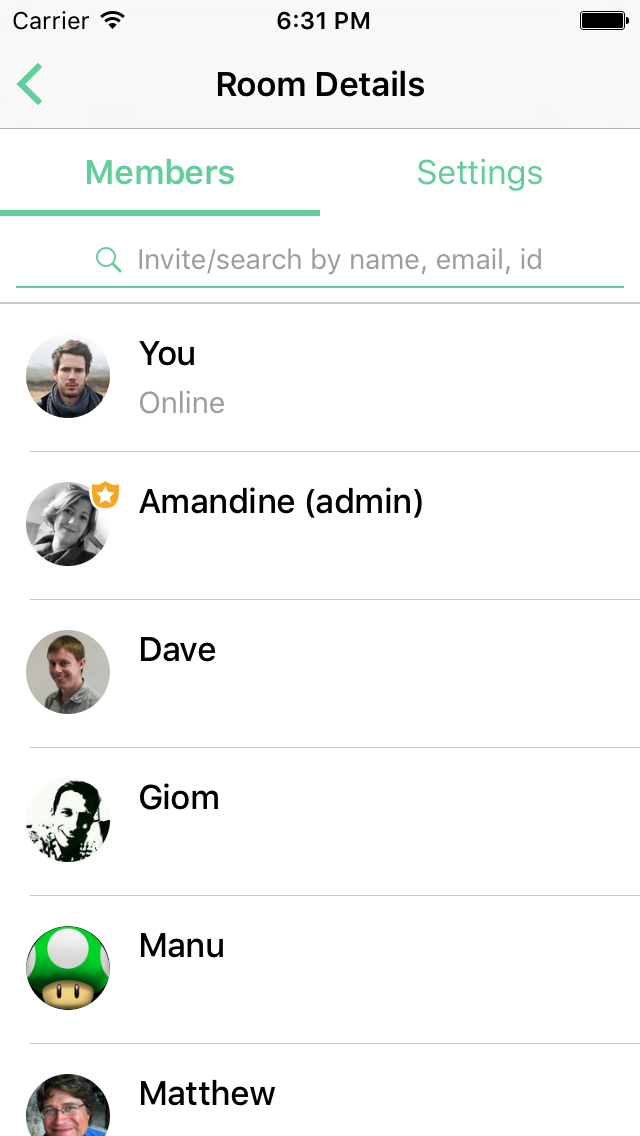 Carrier 6:31 PM
Room Details
Members Settings
Invite/search by name, email, id
You
Online
Amandine (admin)
Dave
Giom
Manu
Matthew